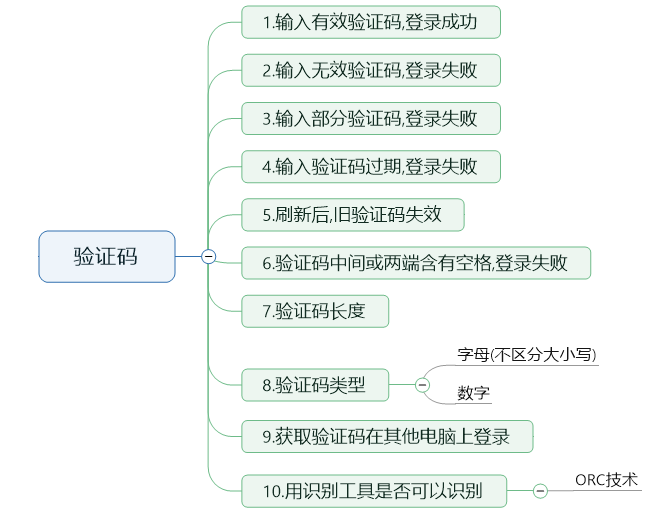 验证码
1.输入有效验证码,登录成功
2.输入无效验证码,登录失败
3.输入部分验证码,登录失败
4.输入验证码过期,登录失败
5.刷新后,旧验证码失效
6.验证码中间或两端含有空格,登录失败
7.验证码长度
8.验证码类型
字母(不区分大小写)
数字
9.获取验证码在其他电脑上登录
10.用识别工具是否可以识别
ORC技术